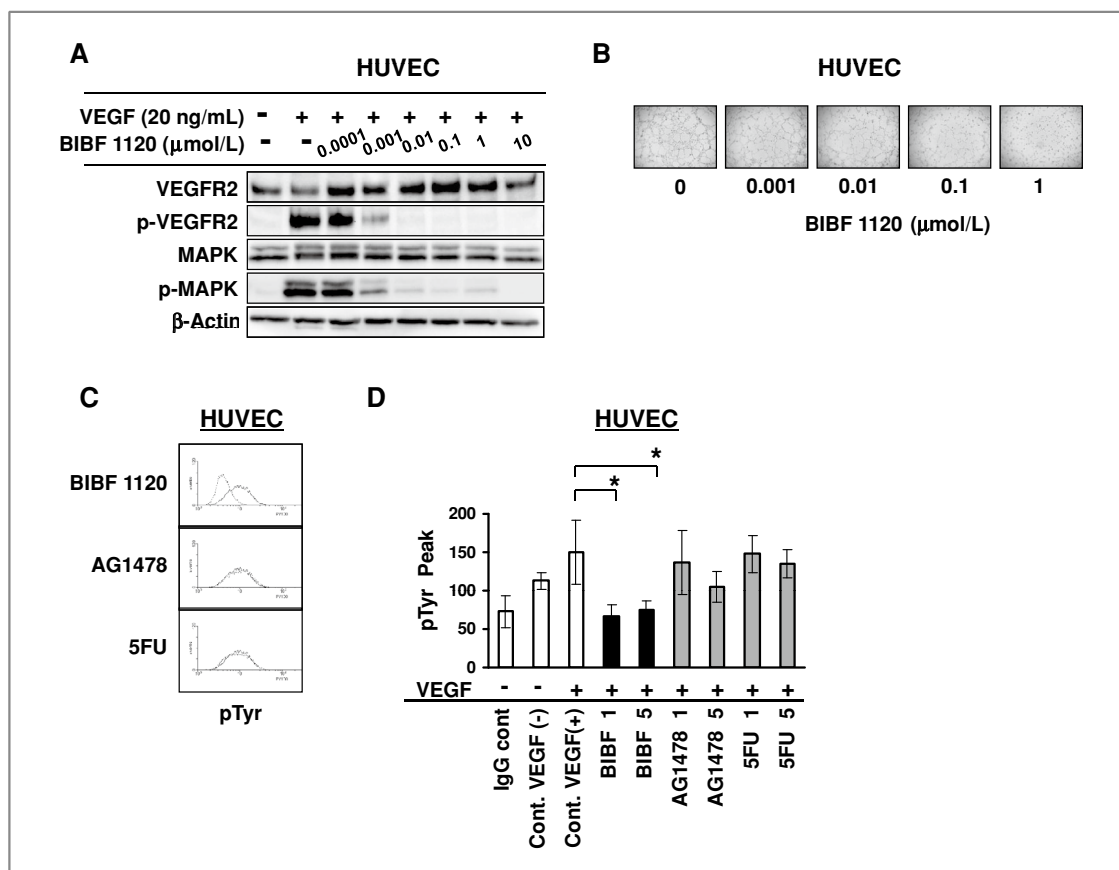 A
HUVEC
VEGF (20 ng/mL) - + + + + + + +
BIBF 1120 (μmol/L) - - 0.0001 0.001 0.01 0.1 1 10
VEGFR2
p-VEGFR2
MAPK
p-MAPK
β-Actin
B
HUVEC
0 0.001 0.01 0.1 1
BIBF 1120 (μmol/L)
C
HUVEC
BIBF 1120
AG1478
5FU
pTyr
D
HUVEC
*
*
pTyr Peak
200
150
100
50
0
VEGF - - + + + + + + +
IgG cont
Cont. VEGF (-)
Cont. VEGF(+)
BIBF 1
BIBF 5
AG1478 1
AG1478 5
5FU 1
5FU 5